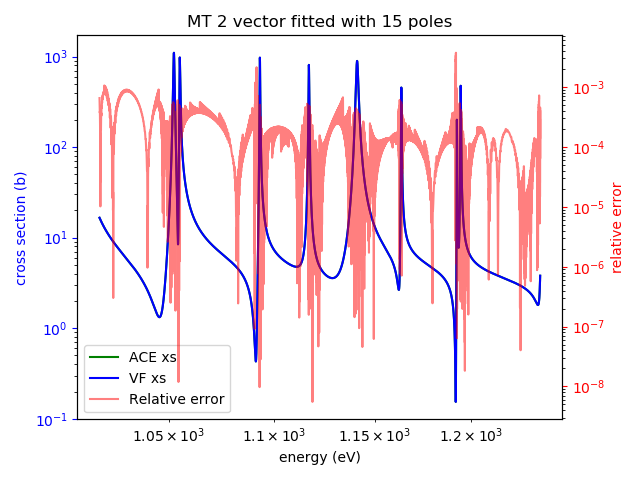 MT 2 vector fitted with 15 poles
10³
10²
10¹
10⁰
10⁻¹
cross section (b)
10⁻³
10⁻⁴
10⁻⁵
10⁻⁶
10⁻⁷
10⁻⁸
relative error
ACE xs
VF xs
Relative error
1.05 × 10³ 1.1 × 10³ 1.15 × 10³ 1.2 × 10³
energy (eV)